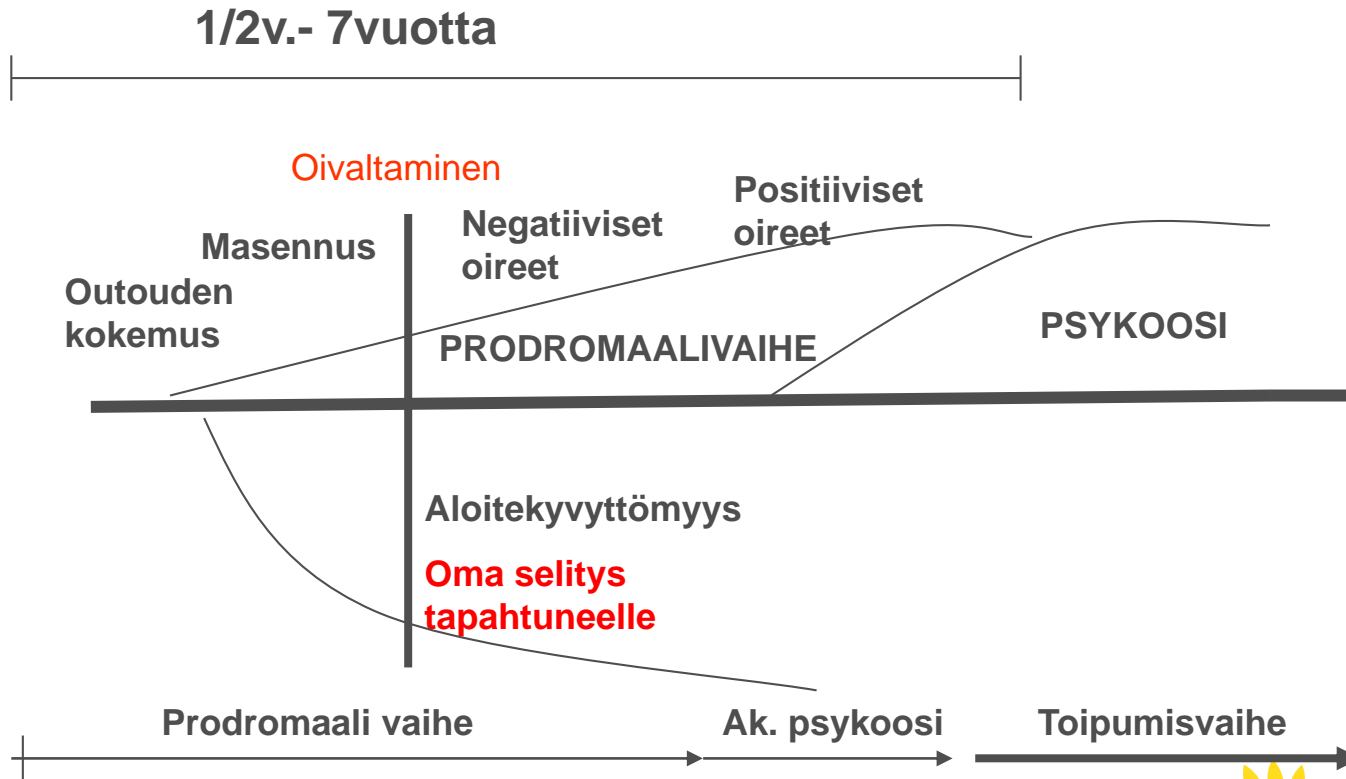 1/2v.- 7vuotta
Oivaltaminen
Positiiviset
oireet
Negatiiviset
oireet
Masennus
Outouden
kokemus
PRODROMAALIVAIHE
PSYKOOSI
Aloitekyvyttömyys
Oma selitys
tapahtuneelle
Prodromaali vaihe
Ak. psykoosi
Toipumisvaihe